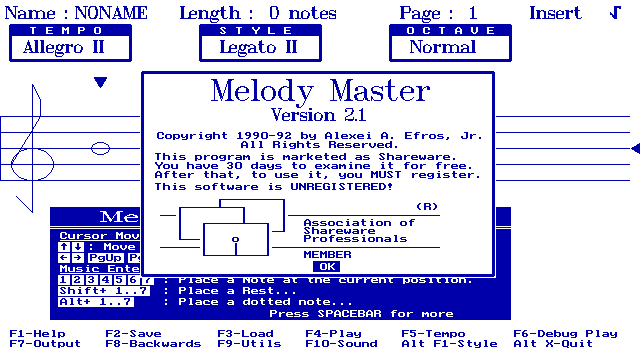 Name : NONAME Length : 0 notes Page : 1 Insert
TEMPO STYLE OCTAVE
Allegro II Legato II Normal
Melody Master
Version 2.1
Copyright 1990-92 by Alexei A. Efros, Jr.
All Rights Reserved.
This program is marketed as Shareware.
You have 30 days to examine it for free.
After that, to use it, you MUST register.
This software is UNREGISTERED!
(R)
Association of
Shareware
Professionals
MEMBER
OK
Me
Cursor Mov
↑ ↓ : Move
← → PgUp P
Music Ente
1 2 3 4 5 6 7 : Place a Note at the current position.
Shift+ 1..7 : Place a Rest...
Alt+ 1..7 : Place a dotted note...
Press SPACEBAR for more
F1-Help F2-Save F3-Load F4-Play F5-Tempo F6-Debug Play
F7-Output F8-Backwards F9-Utils F10-Sound Alt F1-Style Alt X-Quit